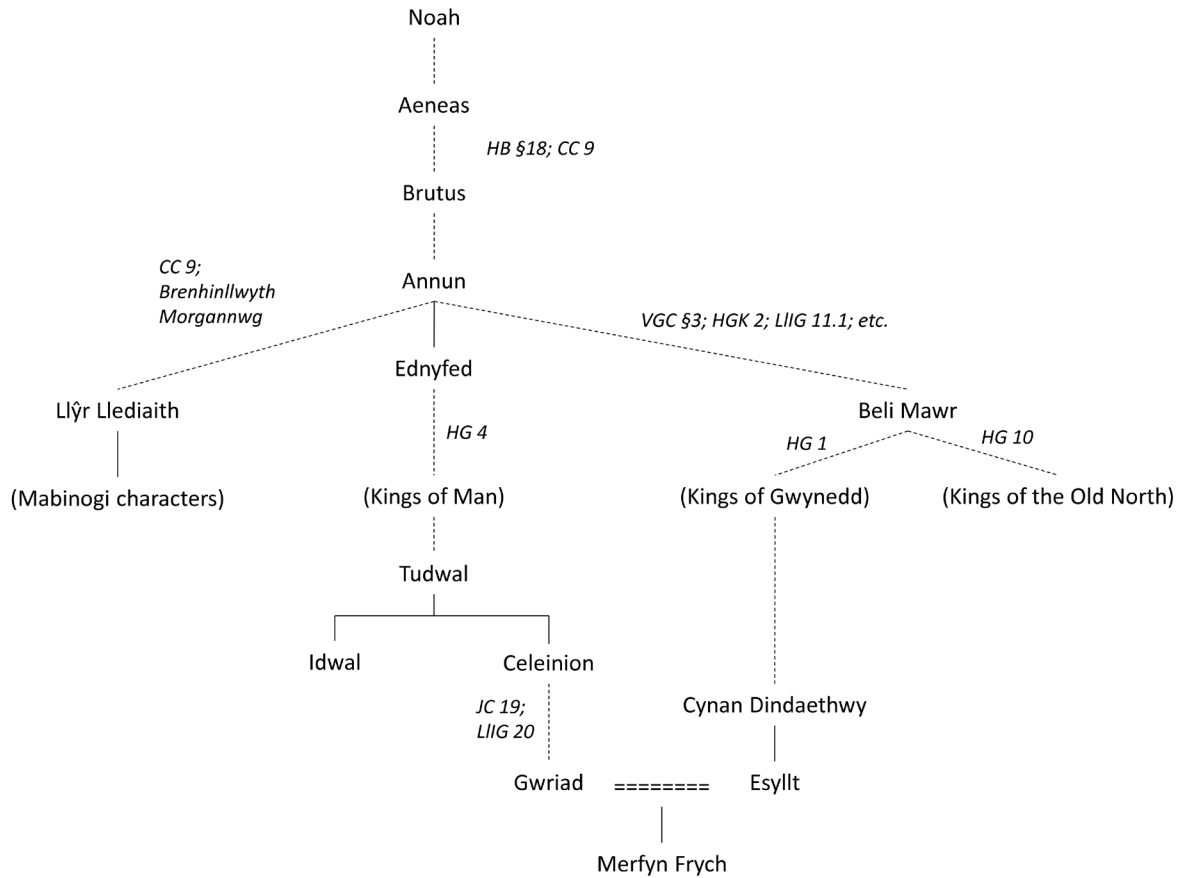 Noah
Aeneas
HB §18; CC 9
Brutus
CC 9;
Brenhinllwyth
Morgannwg
Annun
VGC §3; HGK 2; LlIG 11.1; etc.
Ednyfed
Llŷr Llediaith
Beli Mawr
HG 4
HG 1
HG 10
(Mabinogi characters)
(Kings of Man)
(Kings of Gwynedd)
(Kings of the Old North)
Tudwal
Idwal
Celeinion
JC 19;
LlIG 20
Cynan Dindaethwy
Gwriad ======== Esyllt
Merfyn Frych